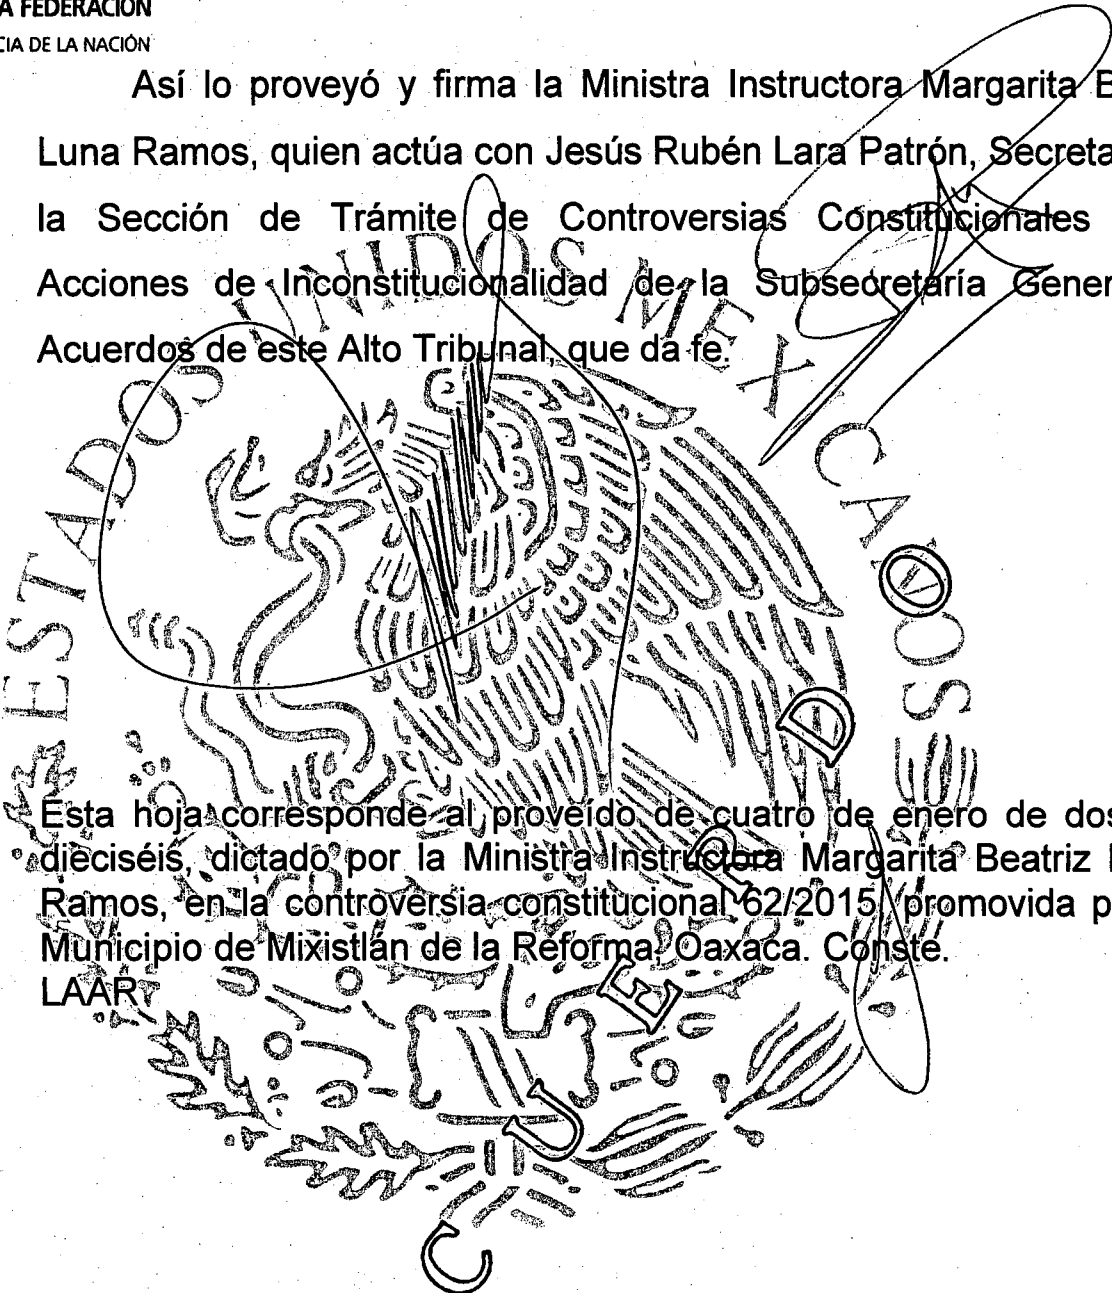 A FEDERACIÓN
CIA DE LA NACIÓN
Así lo proveyó y firma la Ministra Instructora Margarita B
Luna Ramos, quien actúa con Jesús Rubén Lara Patrón, Secreta
la Sección de Trámite de Controversias Constitucionales
Acciones de Inconstitucionalidad de la Subsecretaría Gener
Acuerdos de este Alto Tribunal, que da fe.
ESTADOS UNIDOS MEXICANOS
Esta hoja corresponde al proveído de cuatro de enero de dos
dieciséis, dictado por la Ministra Instructora Margarita Beatriz
Ramos, en la controversia constitucional 62/2015, promovida p
Municipio de Mixistlán de la Reforma, Oaxaca. Conste.
LAAR
CUERDO